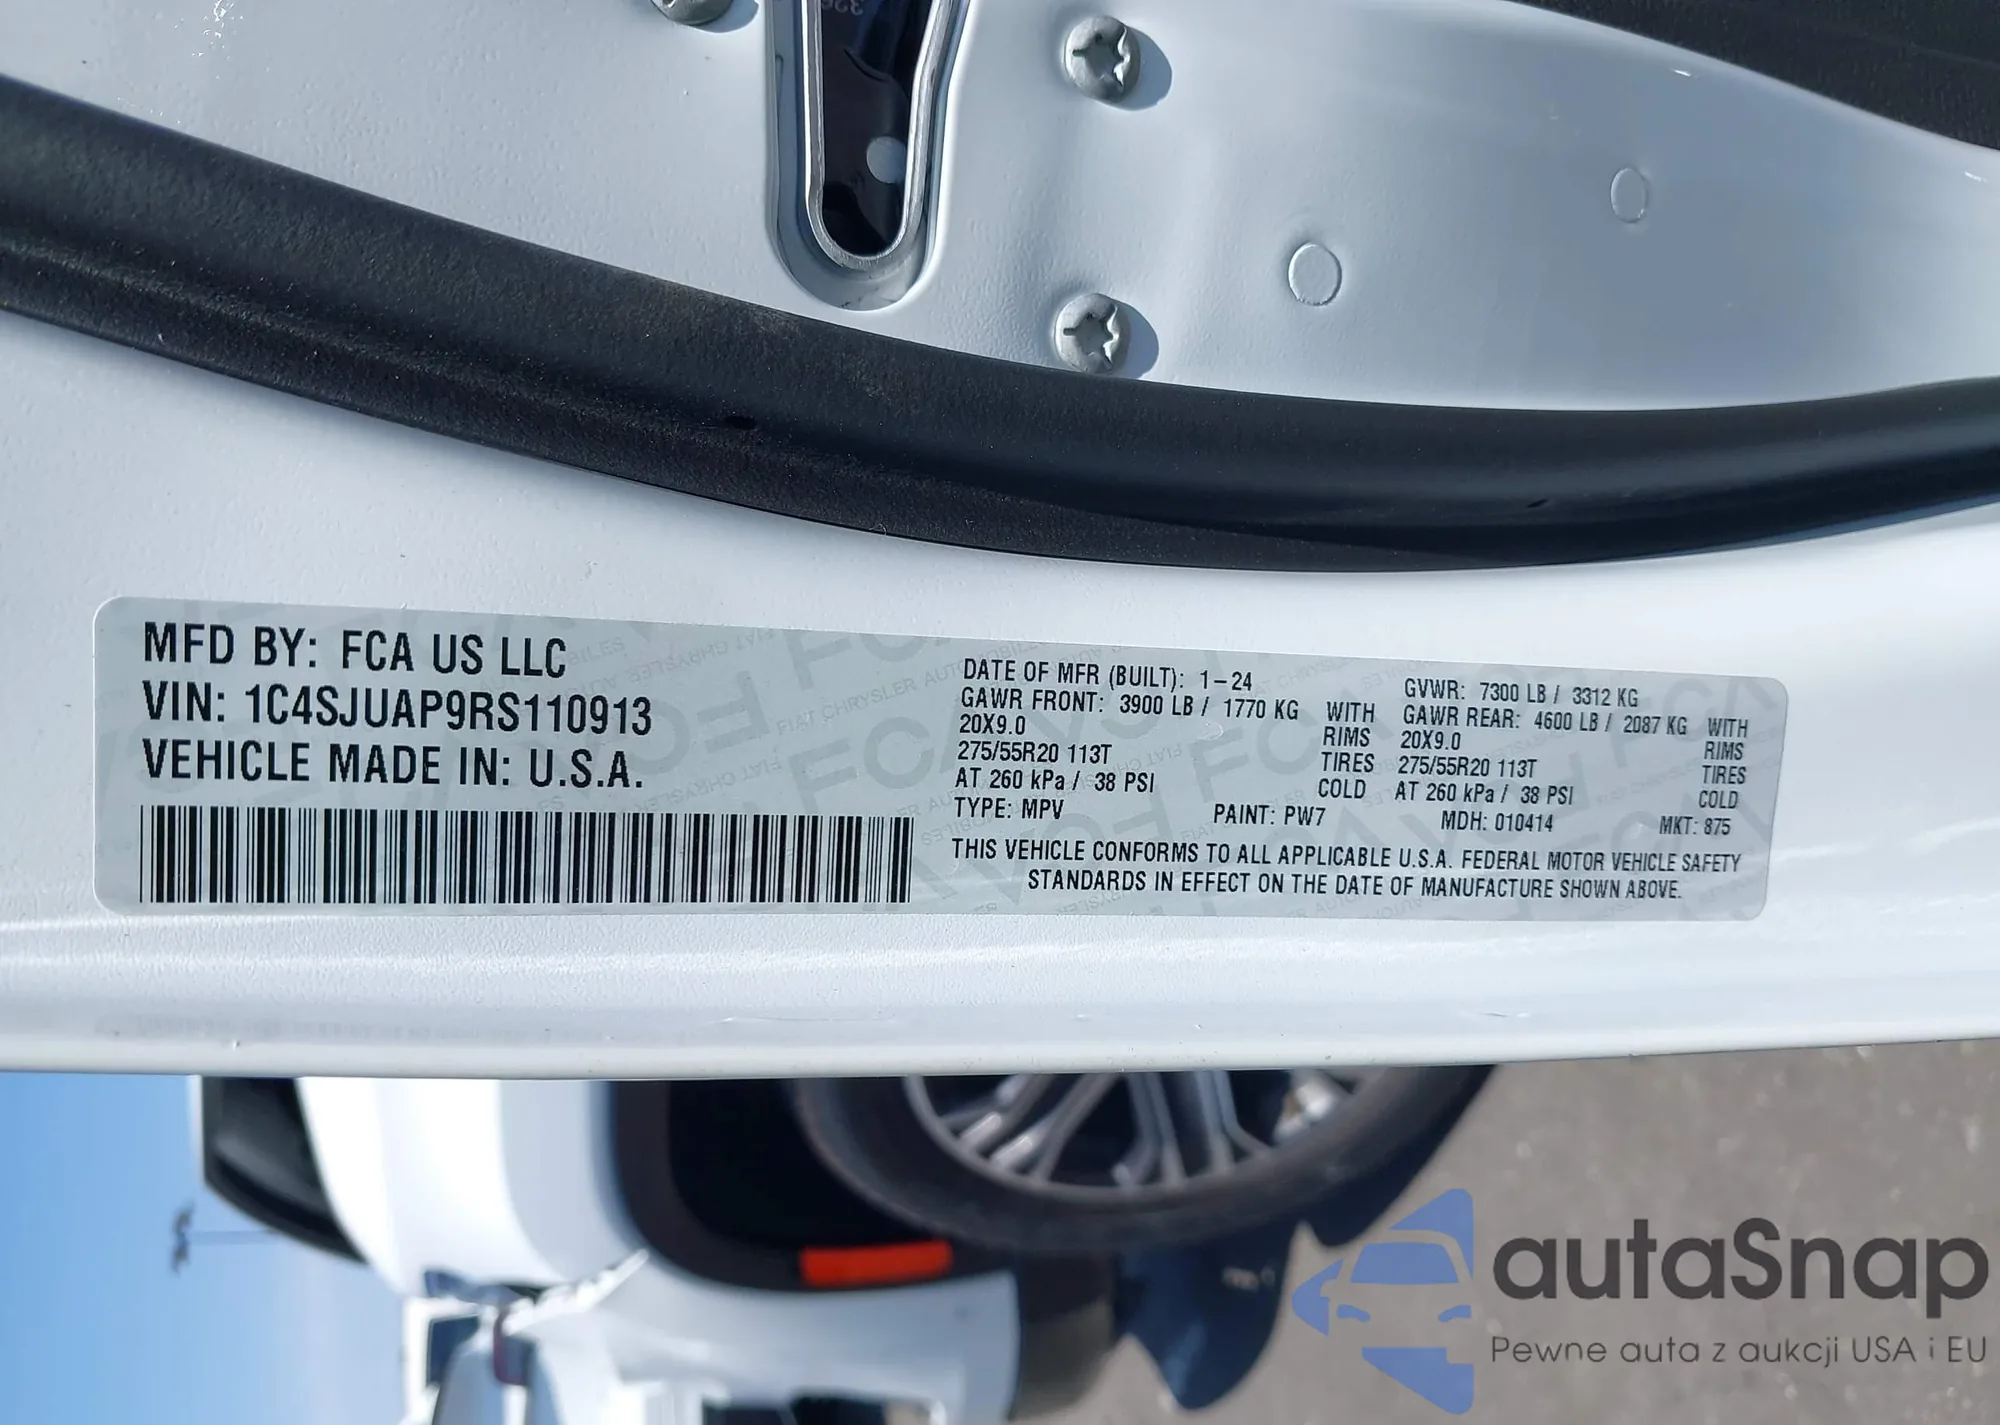 MFD BY: FCA US LLC
VIN: 1C4SJUAP9RS110913
VEHICLE MADE IN: U.S.A.
DATE OF MFR (BUILT): 1-24
GAWR FRONT: 3900 LB / 1770 KG WITH
20X9.0 RIMS
275/55R20 113T TIRES
AT 260 kPa / 38 PSI COLD
GVWR: 7300 LB / 3312 KG
GAWR REAR: 4600 LB / 2087 KG WITH
20X9.0 RIMS
275/55R20 113T TIRES
AT 260 kPa / 38 PSI COLD
TYPE: MPV PAINT: PW7 MDH: 010414 MKT: 875
THIS VEHICLE CONFORMS TO ALL APPLICABLE U.S.A. FEDERAL MOTOR VEHICLE SAFETY
STANDARDS IN EFFECT ON THE DATE OF MANUFACTURE SHOWN ABOVE.
autaSnap
Pewne auta z aukcji USA i EU